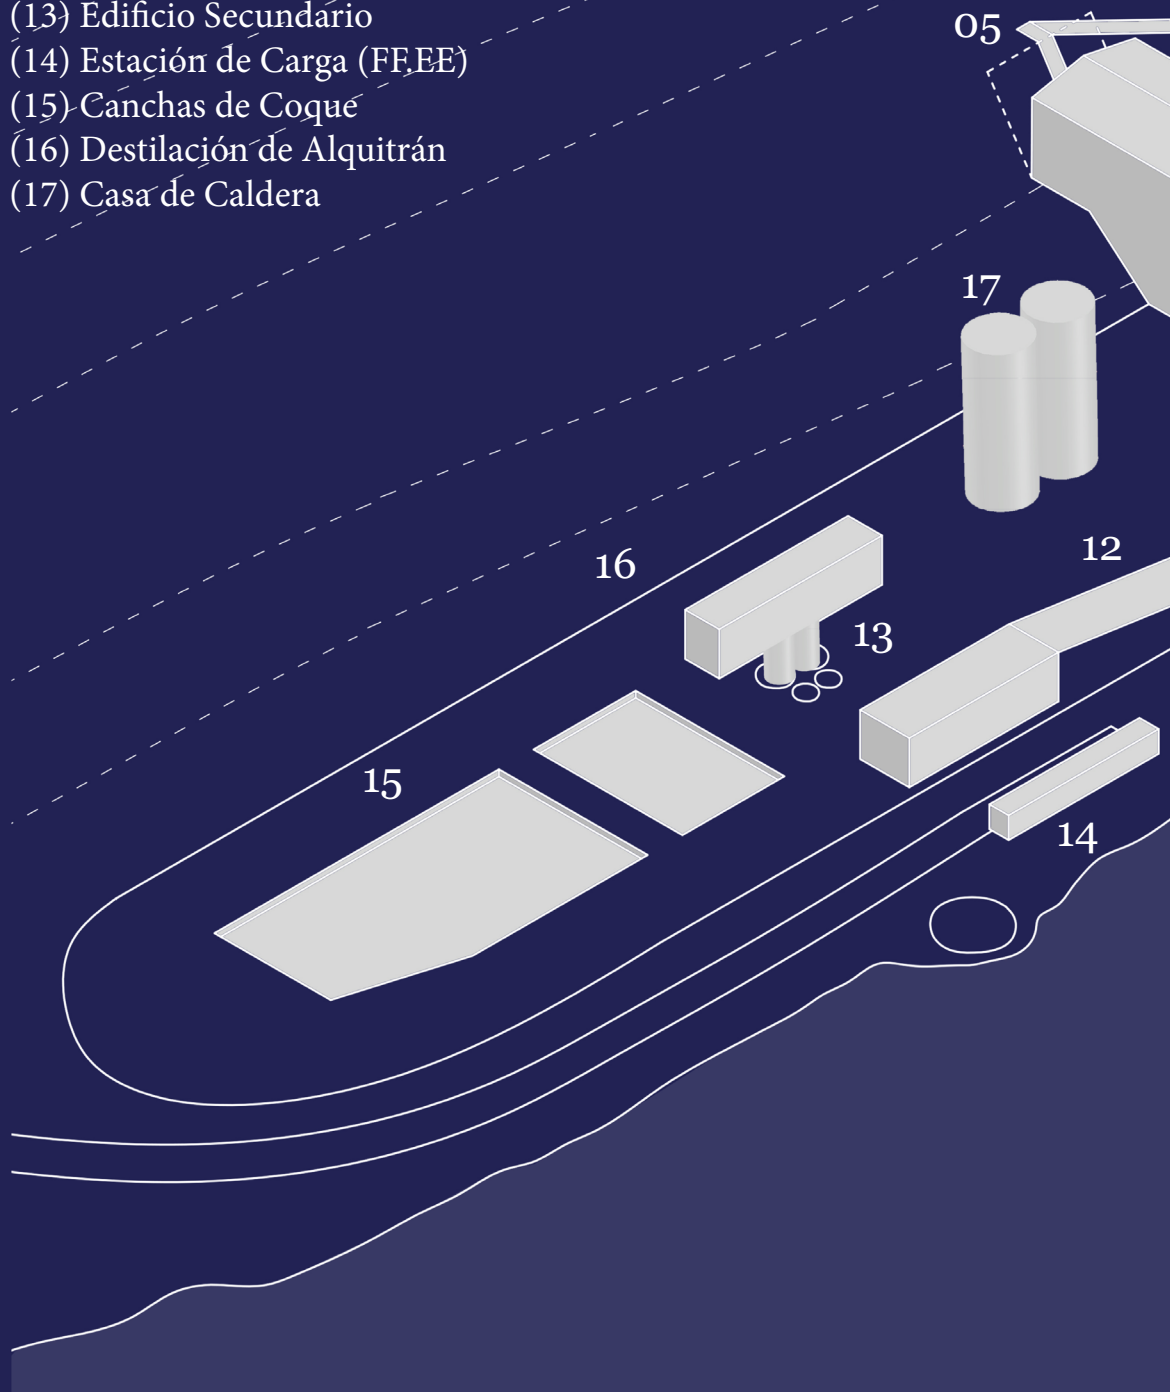 (13) Edificio Secundario
(14) Estación de Carga (FF.EE)
(15) Canchas de Coque
(16) Destilación de Alquitrán
(17) Casa de Caldera
05
17
12
16
13
15
14